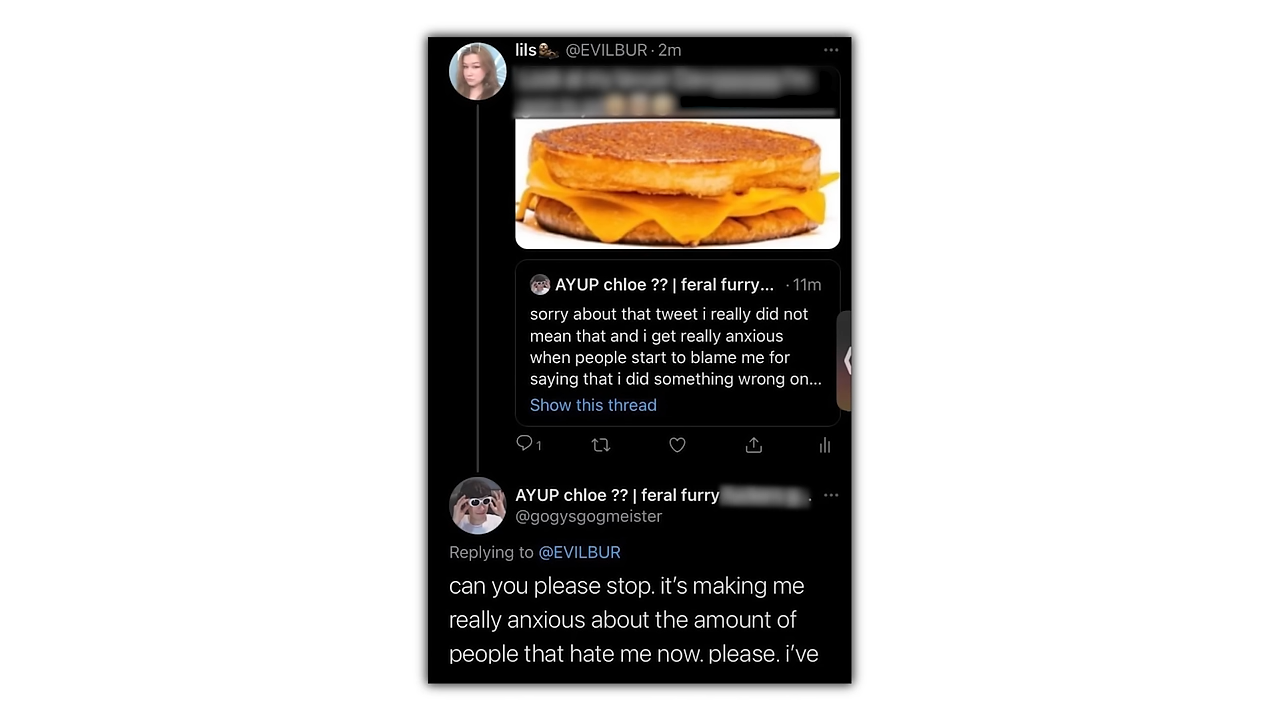 lils @EVILBUR · 2m
AYUP chloe ?? | feral furry... · 11m
sorry about that tweet i really did not
mean that and i get really anxious
when people start to blame me for
saying that i did something wrong on...
Show this thread
1
AYUP chloe ?? | feral furry
@gogysgogmeister
Replying to @EVILBUR
can you please stop. it's making me
really anxious about the amount of
people that hate me now. please. i've